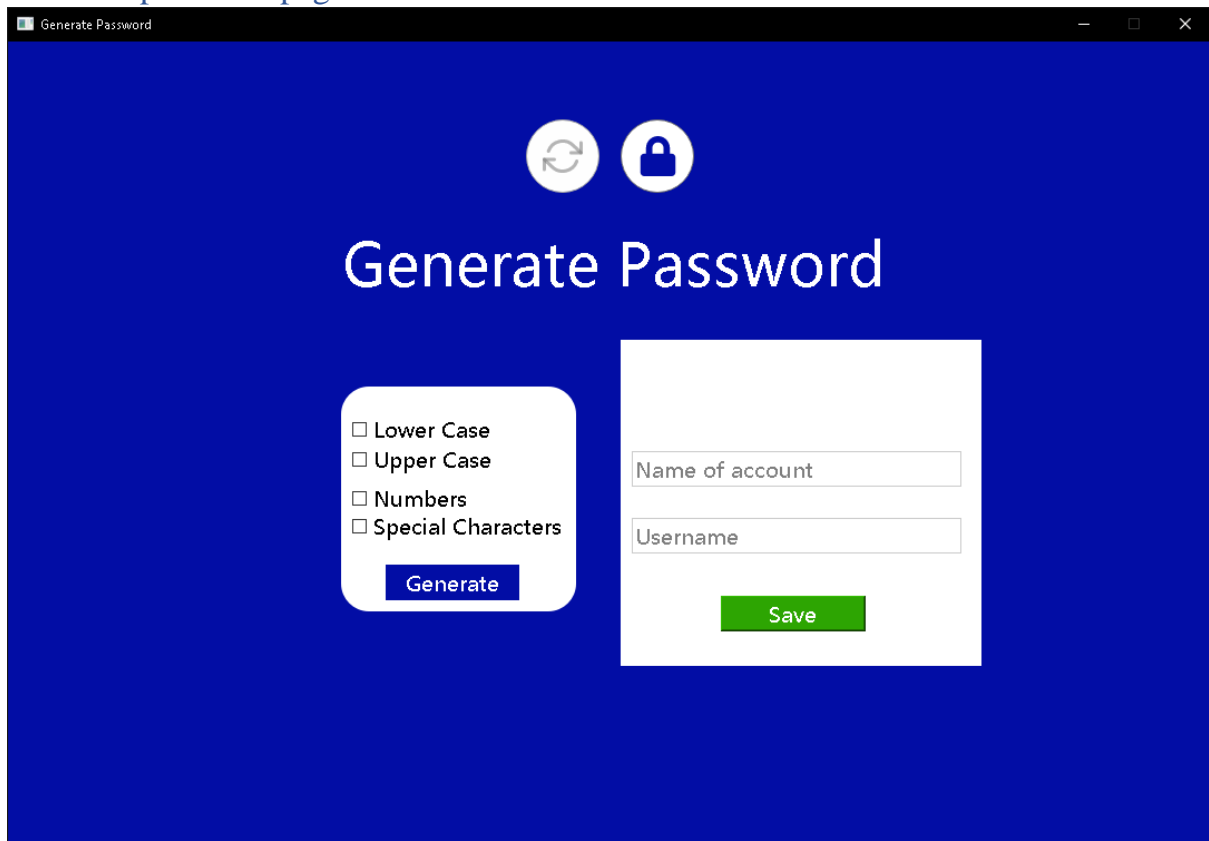 Generate Password
Generate Password
Lower Case
Upper Case
Numbers
Special Characters
Generate
Name of account
Username
Save